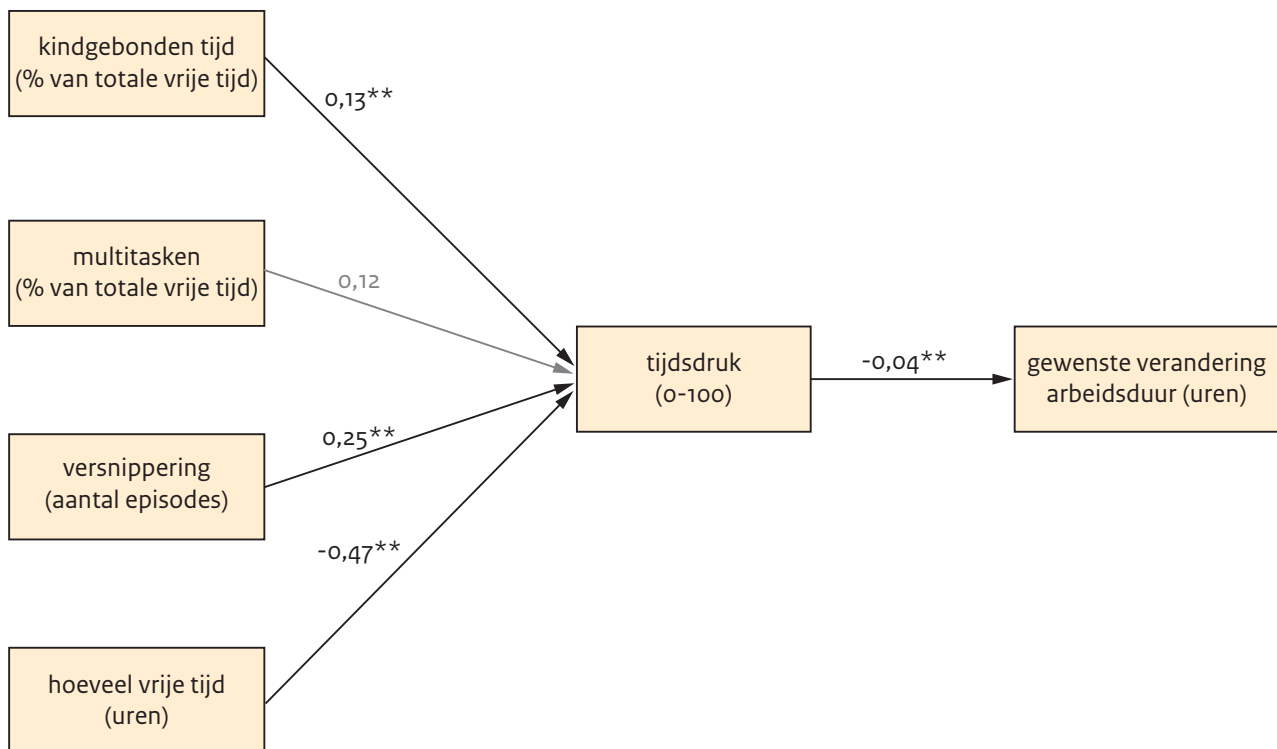 kindgebonden tijd
(% van totale vrije tijd)
0,13**
multitasken
(% van totale vrije tijd)
0,12
tijdsdruk
(0-100)
-0,04**
gewenste verandering
arbeidsduur (uren)
versnippering
(aantal episodes)
0,25**
-0,47**
hoeveel vrije tijd
(uren)